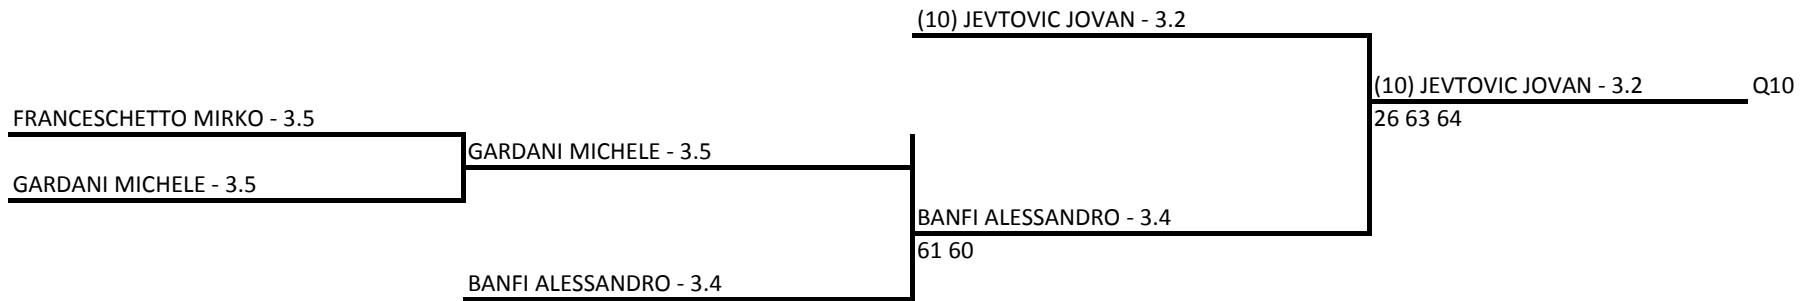 (10) JEVTOVIC JOVAN - 3.2
(10) JEVTOVIC JOVAN - 3.2 Q10
FRANCESCHETTO MIRKO - 3.5
26 63 64
GARDANI MICHELE - 3.5
GARDANI MICHELE - 3.5
BANFI ALESSANDRO - 3.4
61 60
BANFI ALESSANDRO - 3.4